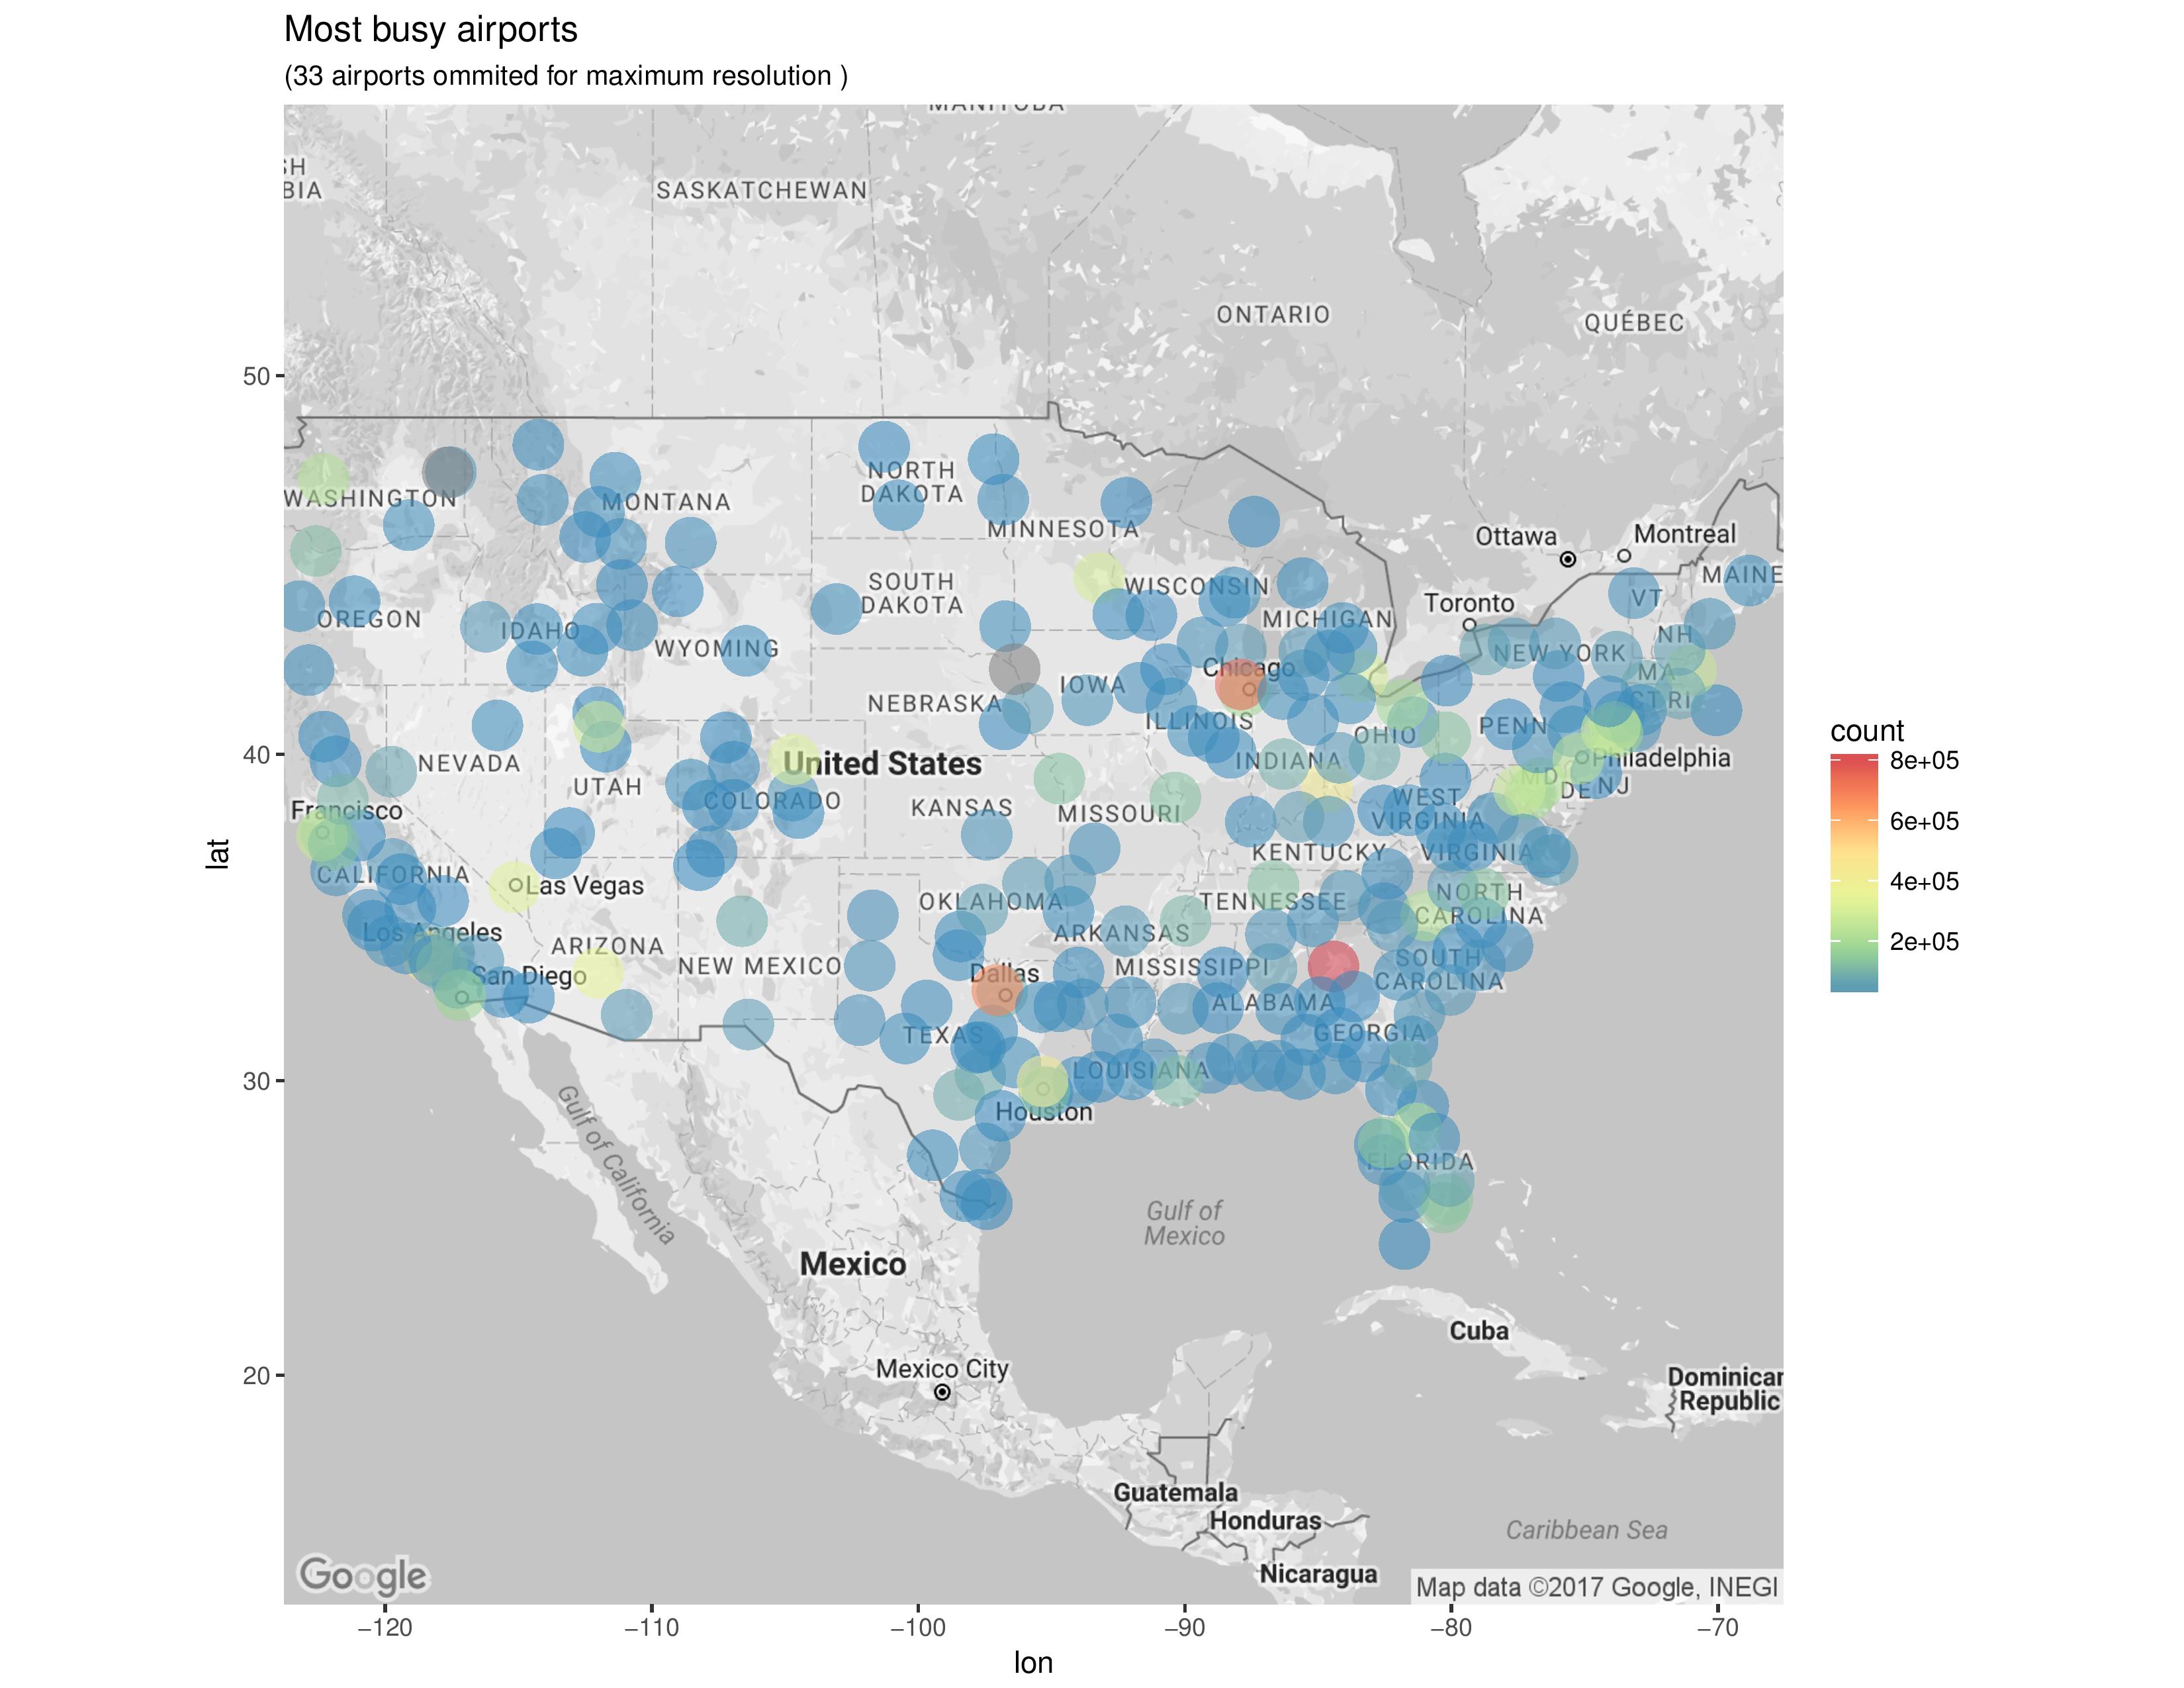 Most busy airports
(33 airports ommited for maximum resolution )
MANITOBA
SH
BIA
SASKATCHEWAN
ONTARIO
QUÉBEC
50
NORTH
DAKOTA
WASHINGTON
MONTANA
MINNESOTA
Ottawa
Montreal
MAINE
SOUTH
DAKOTA
WISCONSIN
VT
Toronto
OREGON
IDAHO
MICHIGAN
NH
WYOMING
NEW YORK
Chicago
MA
IOWA
NEBRASKA
CT RI
ILLINOIS
PENN
OHIO
40
NEVADA
United States
INDIANA
Philadelphia
MD
DE NJ
UTAH
COLORADO
KANSAS
MISSOURI
WEST
VIRGINIA
Francisco
KENTUCKY
VIRGINIA
CALIFORNIA
Las Vegas
OKLAHOMA
TENNESSEE
NORTH
CAROLINA
Los Angeles
ARIZONA
ARKANSAS
NEW MEXICO
San Diego
Dallas
MISSISSIPPI
SOUTH
CAROLINA
ALABAMA
TEXAS
GEORGIA
30
LOUISIANA
Houston
Gulf of California
FLORIDA
Gulf of
Mexico
Mexico
Cuba
20
Mexico City
Dominican
Republic
Guatemala
Honduras
Caribbean Sea
Nicaragua
Google
Map data ©2017 Google, INEGI
−120
−110
−100
−90
−80
−70
lon
lat
count
8e+05
6e+05
4e+05
2e+05